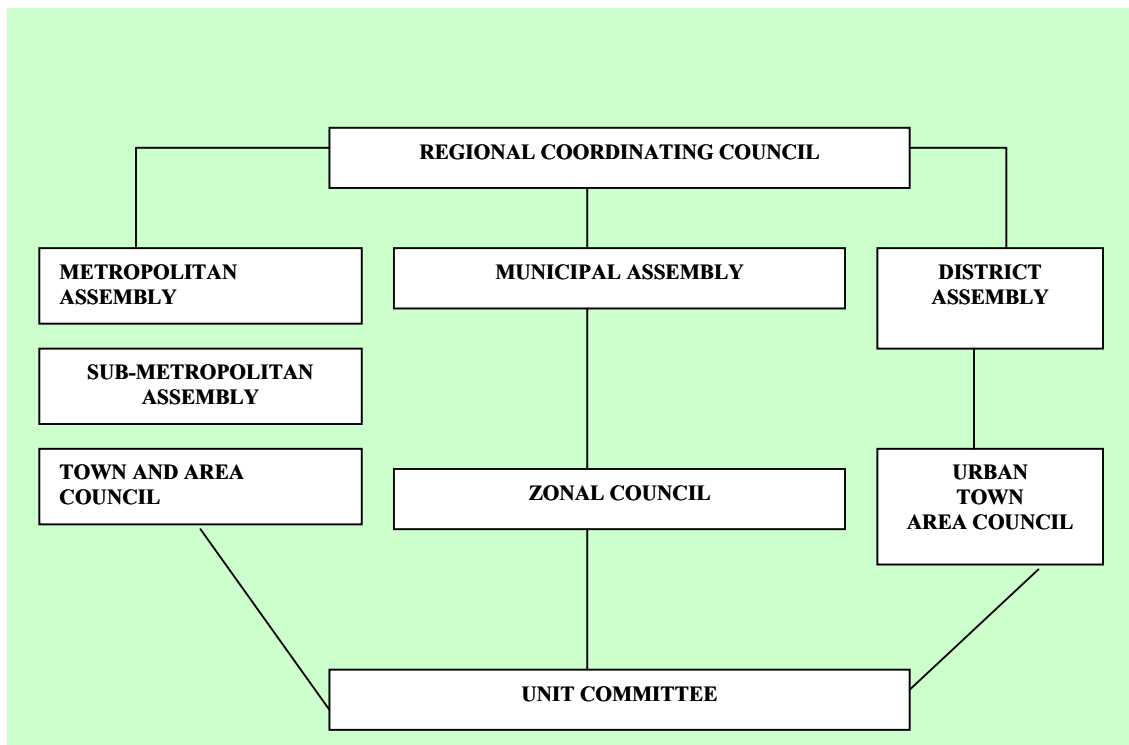 REGIONAL COORDINATING COUNCIL
METROPOLITAN
ASSEMBLY
MUNICIPAL ASSEMBLY
DISTRICT
ASSEMBLY
SUB-METROPOLITAN
ASSEMBLY
TOWN AND AREA
COUNCIL
ZONAL COUNCIL
URBAN
TOWN
AREA COUNCIL
UNIT COMMITTEE